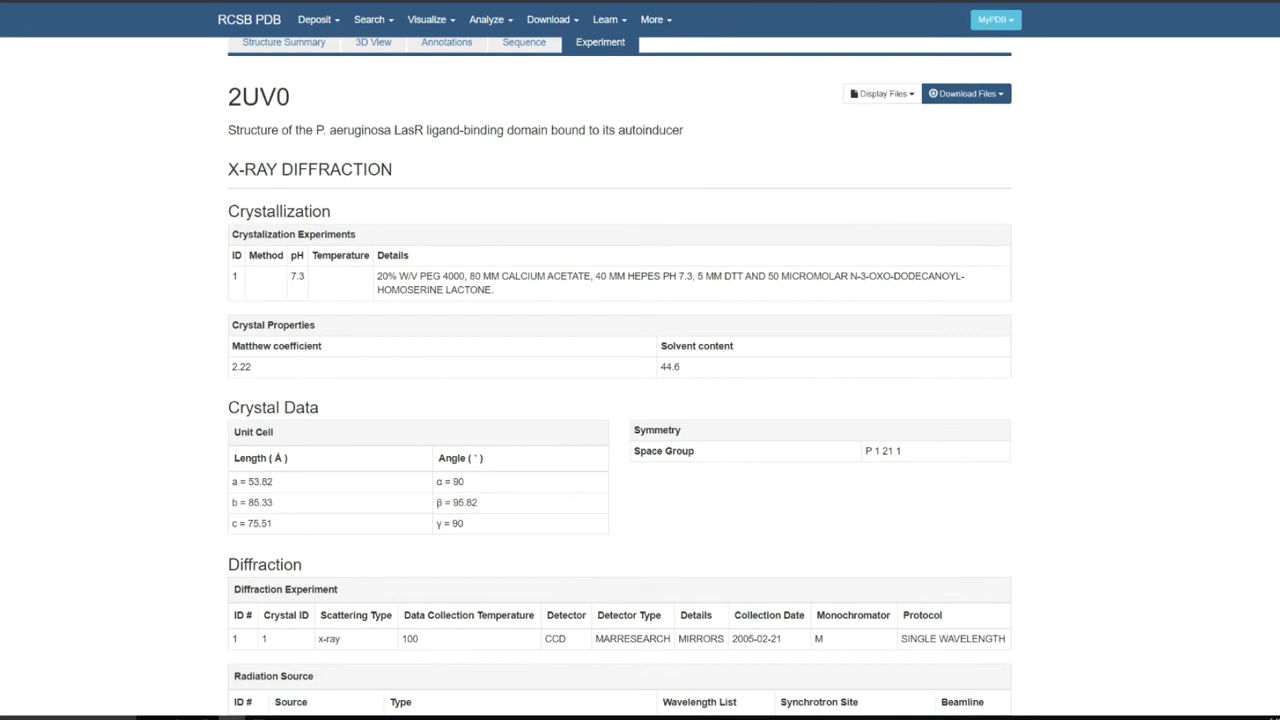 RCSB PDB Deposit Search Visualize Analyze Download Learn More MyPDB
Structure Summary 3D View Annotations Sequence Experiment
2UV0
Display Files Download Files
Structure of the P. aeruginosa LasR ligand-binding domain bound to its autoinducer
X-RAY DIFFRACTION
Crystallization
Crystalization Experiments
ID Method pH Temperature Details
1 7.3 20% W/V PEG 4000, 80 MM CALCIUM ACETATE, 40 MM HEPES PH 7.3, 5 MM DTT AND 50 MICROMOLAR N-3-OXO-DODECANOYL-
HOMOSERINE LACTONE.
Crystal Properties
Matthew coefficient Solvent content
2.22 44.6
Crystal Data
Unit Cell
Length ( Å ) Angle ( ˚ )
a = 53.82 α = 90
b = 85.33 β = 95.82
c = 75.51 γ = 90
Symmetry
Space Group P 1 21 1
Diffraction
Diffraction Experiment
ID # Crystal ID Scattering Type Data Collection Temperature Detector Detector Type Details Collection Date Monochromator Protocol
1 1 x-ray 100 CCD MARRESEARCH MIRRORS 2005-02-21 M SINGLE WAVELENGTH
Radiation Source
ID # Source Type Wavelength List Synchrotron Site Beamline